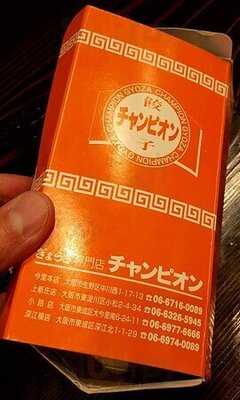 CHAMPION GYOZA CHAMPION GYOZA CHAMPION GYOZA
餃
チャンピオン
子
ぎょうざ専門店 チャンピオン
今里本店 大阪市生野区中川西1-17-13 ☎06-6716-0089
上新庄店 大阪市東淀川区小松2-4-34 ☎06-6326-5945
小路店 大阪市東成区大今里南6-24-11 ☎06-6977-6666
深江橋店 大阪市東成区深江北1-1-29 ☎06-6974-0089